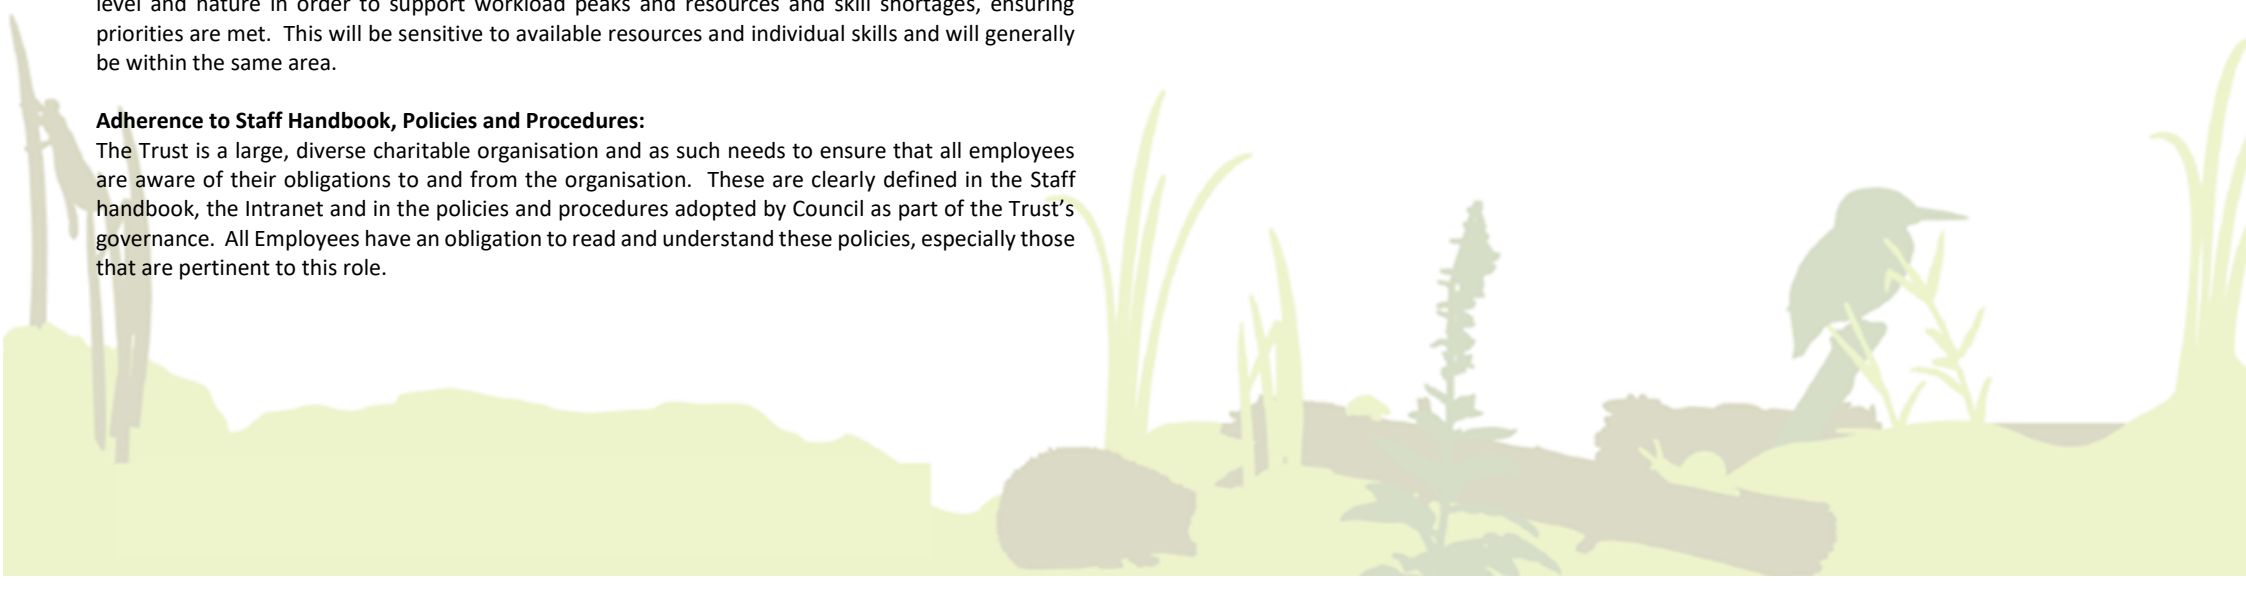 level and nature in order to support workload peaks and resources and skill shortages, ensuring
priorities are met.  This will be sensitive to available resources and individual skills and will generally
be within the same area.
Adherence to Staff Handbook, Policies and Procedures:
The Trust is a large, diverse charitable organisation and as such needs to ensure that all employees
are aware of their obligations to and from the organisation.  These are clearly defined in the Staff
handbook, the Intranet and in the policies and procedures adopted by Council as part of the Trust’s
governance.  All Employees have an obligation to read and understand these policies, especially those
that are pertinent to this role.